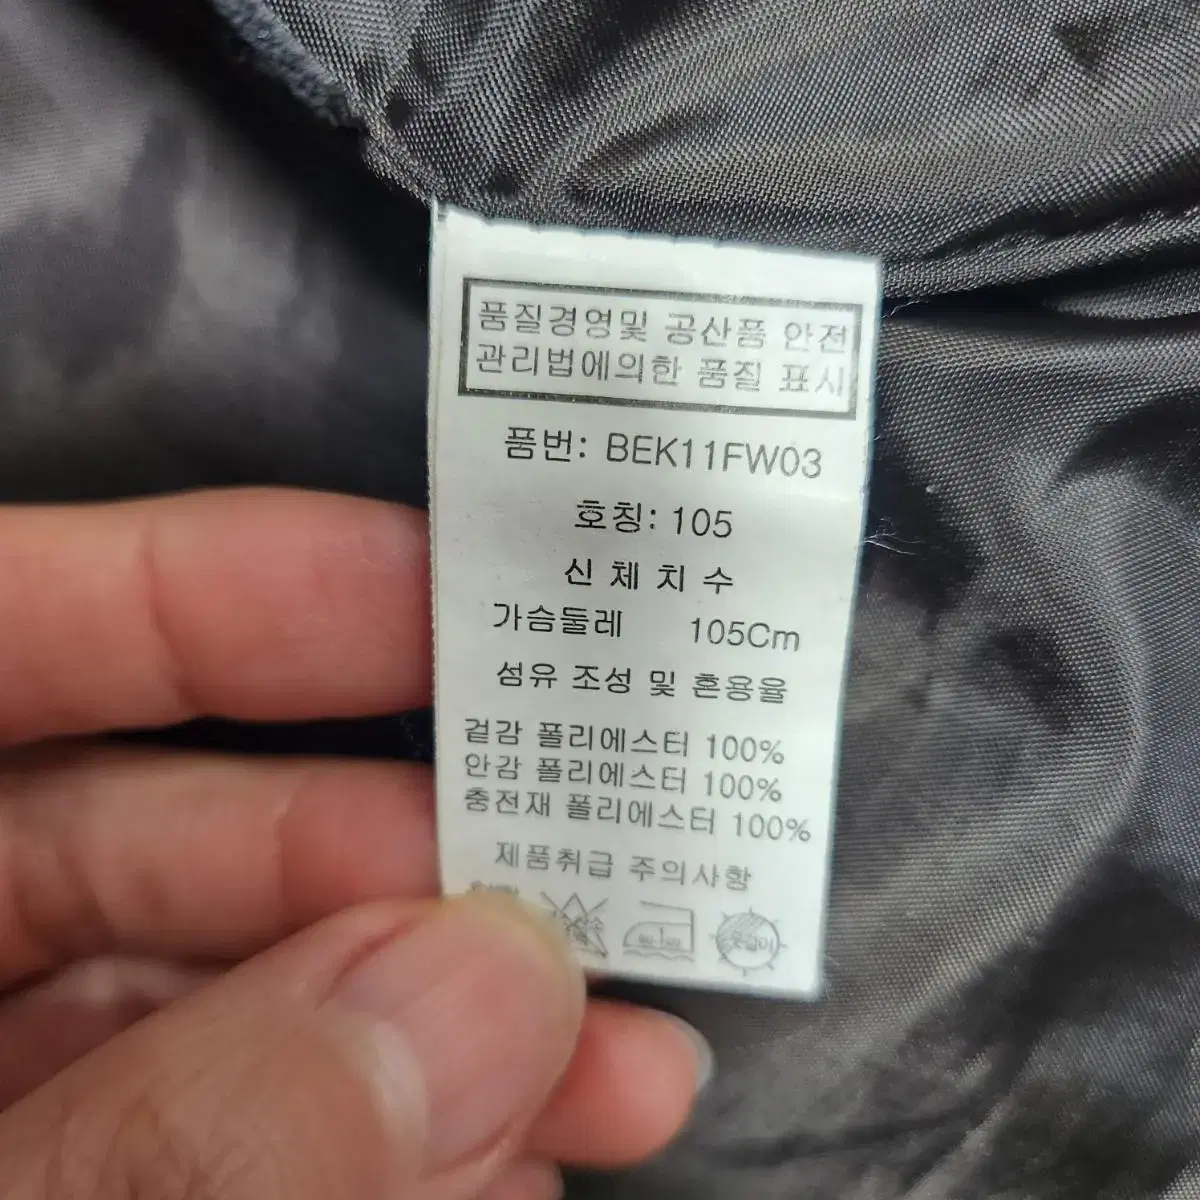 품질경영및 공산품 안전
관리법에의한 품질 표시
품번: BEK11FW03
호칭: 105
신 체 치 수
가슴둘레 105Cm
섬유 조성 및 혼용율
겉감 폴리에스터 100%
안감 폴리에스터 100%
충전재 폴리에스터 100%
제품취급 주의사항
옷걸이